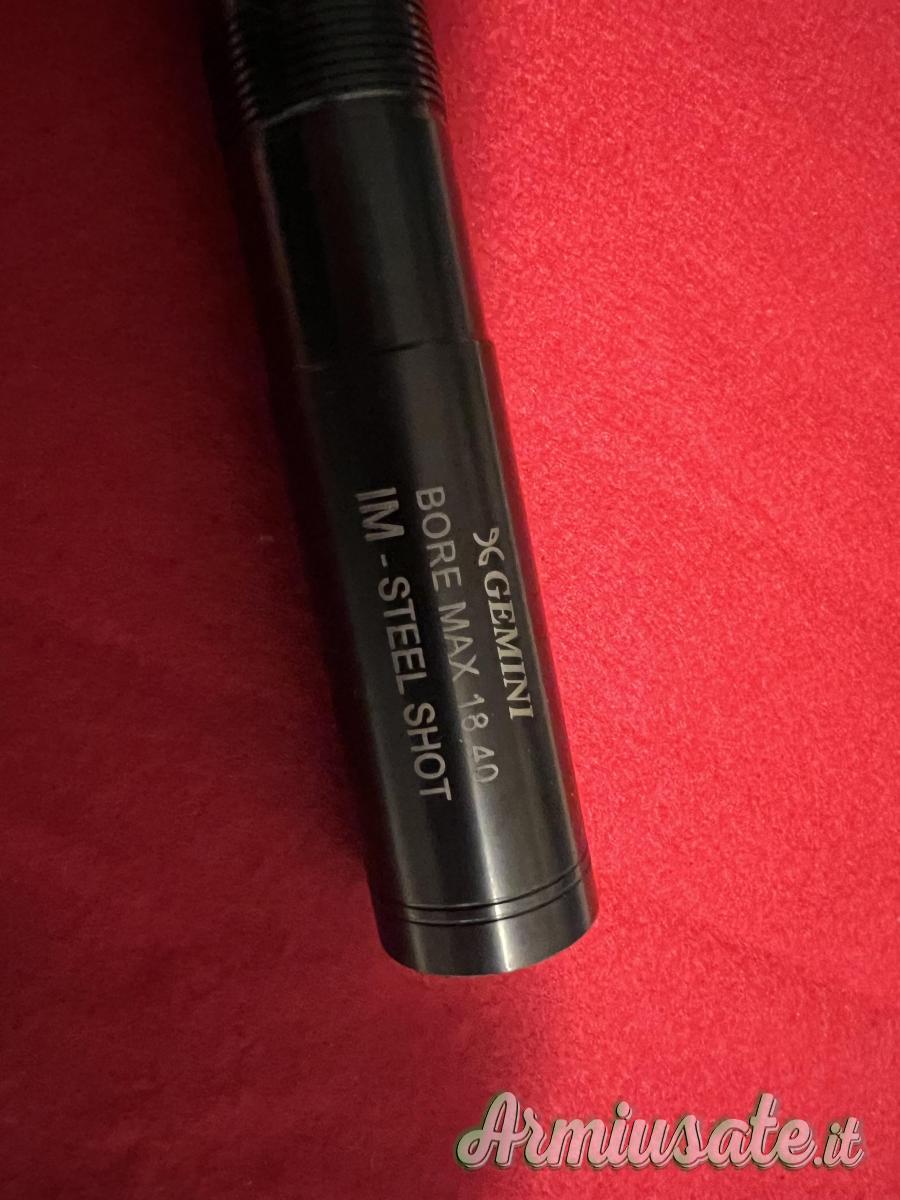 GEMINI
BORE MAX 18,40
IM - STEEL SHOT
Armiusate.it